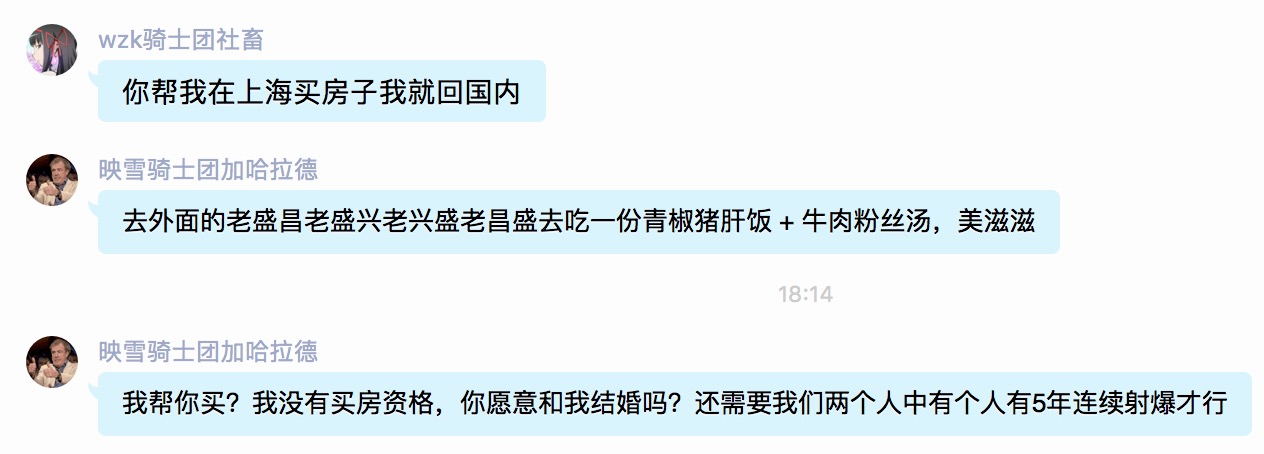 wzk骑士团社畜
你帮我在上海买房子我就回国内
映雪骑士团加哈拉德
去外面的老盛昌老盛兴老兴盛老昌盛去吃一份青椒猪肝饭 + 牛肉粉丝汤，美滋滋
18:14
映雪骑士团加哈拉德
我帮你买？我没有买房资格，你愿意和我结婚吗？还需要我们两个人中有个人有5年连续射爆才行